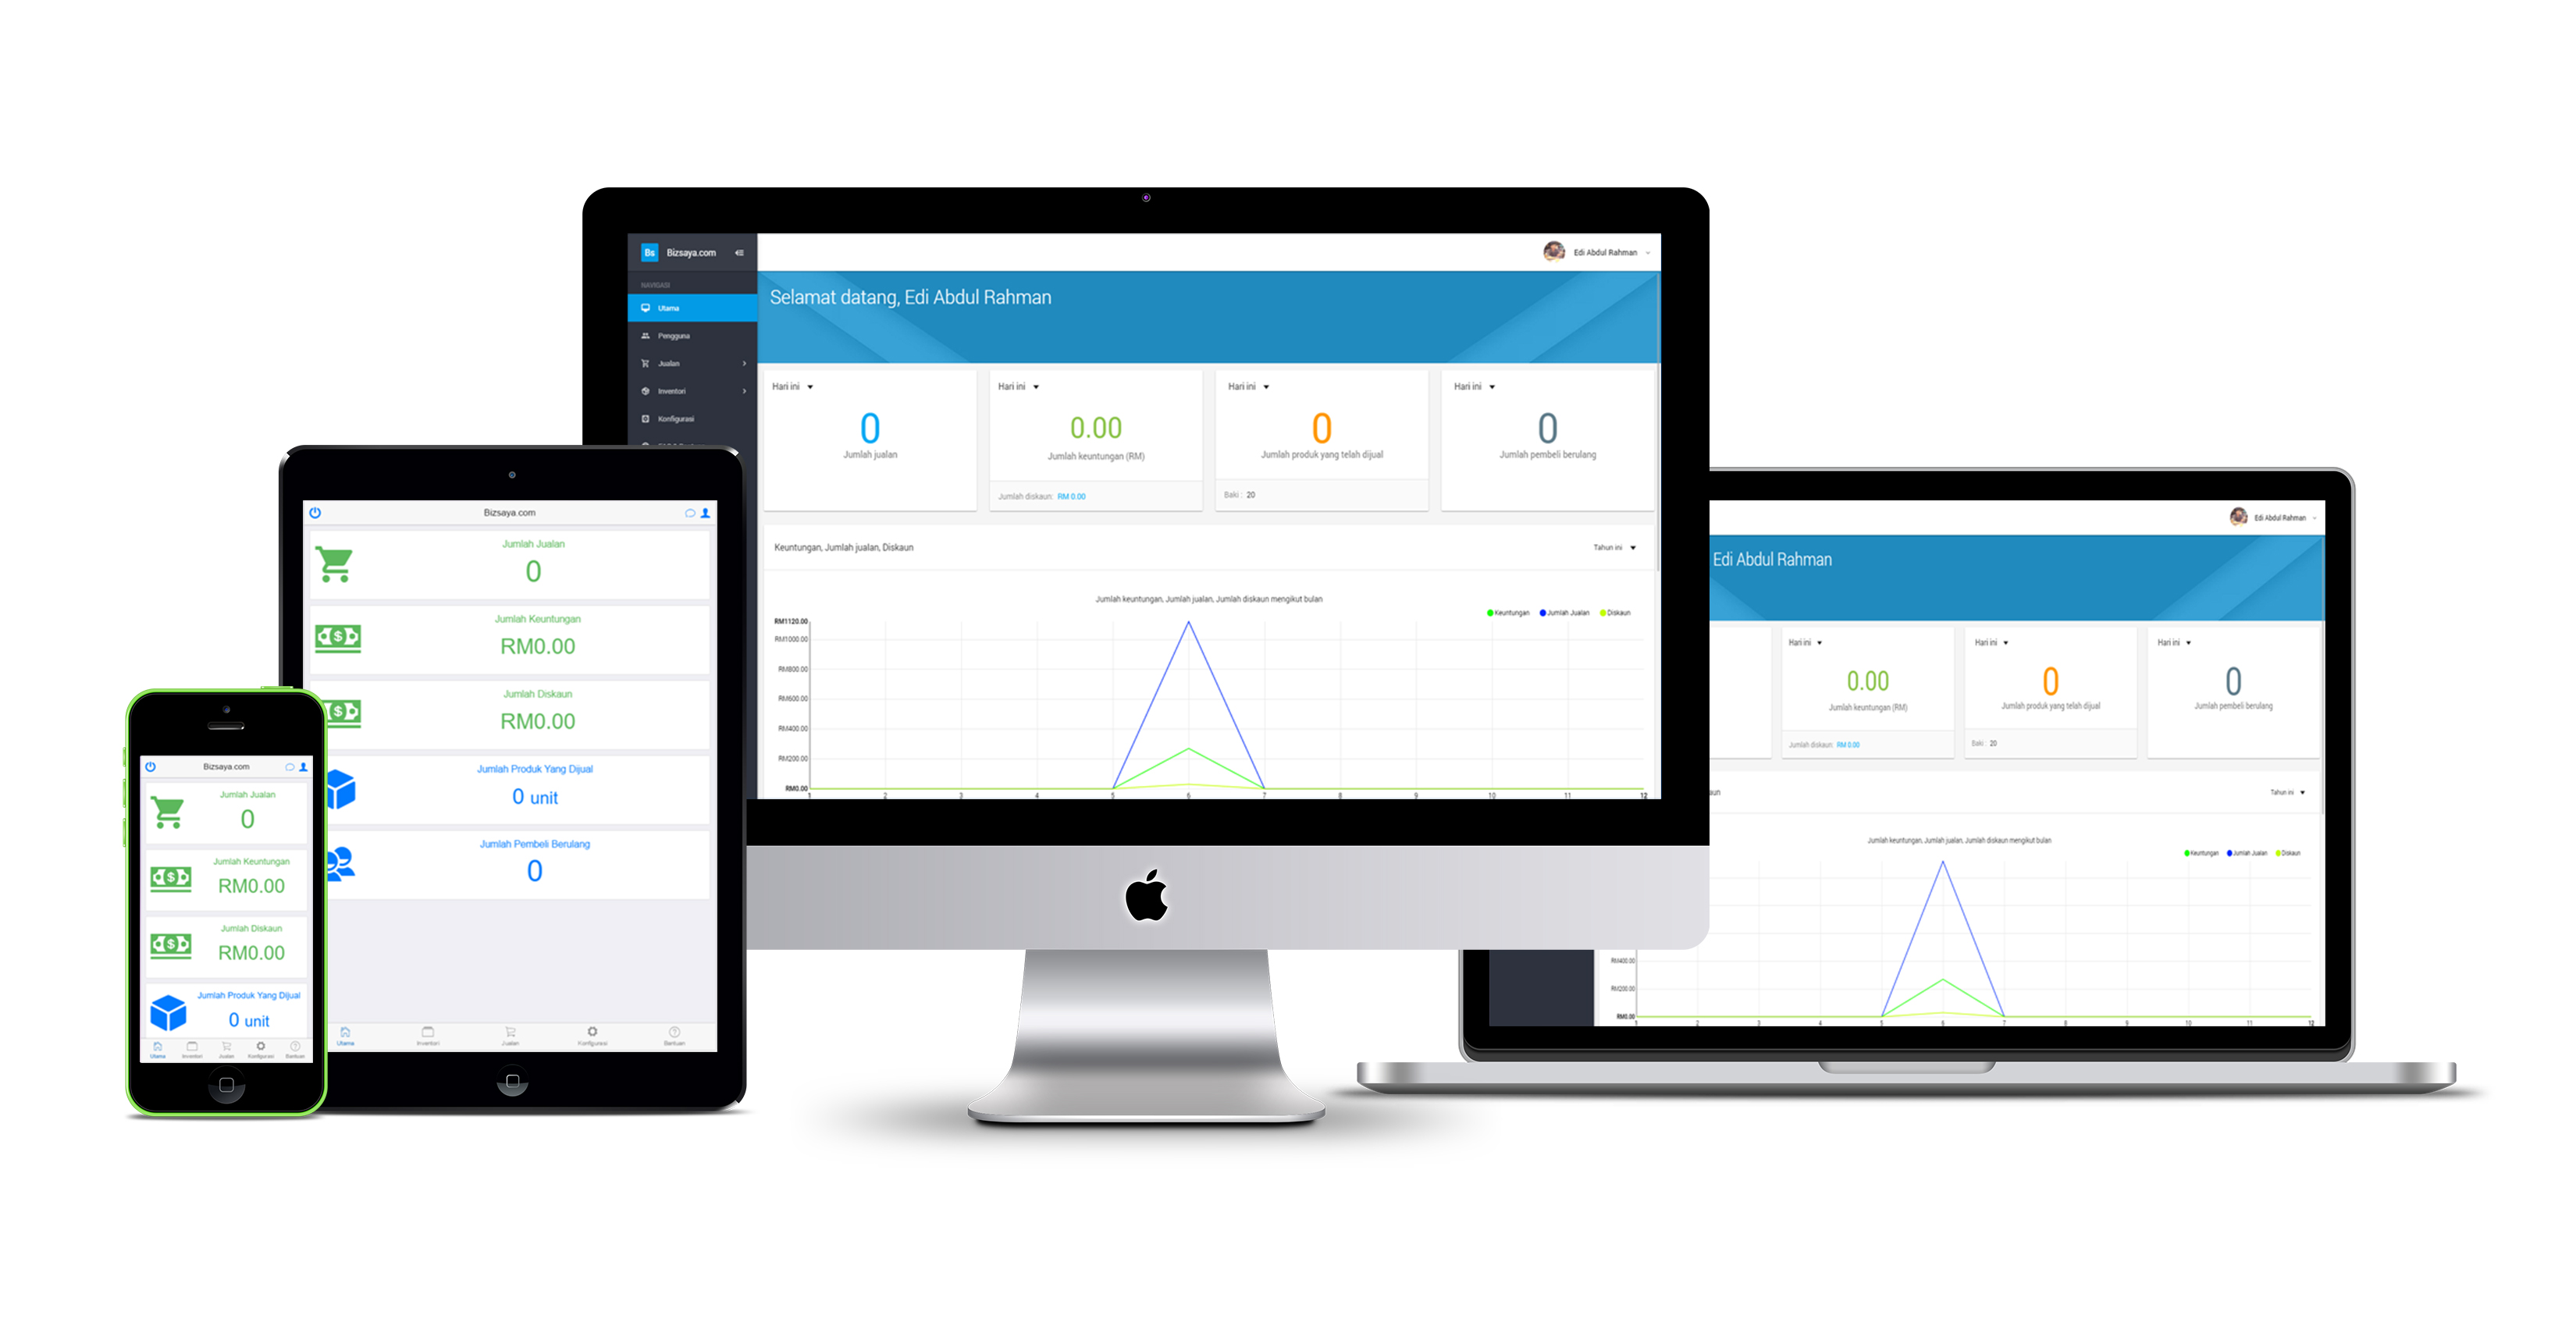 Bs Bizsaya.com
NAVIGASI
Utama
Pengguna
Jualan
Inventori
Konfigurasi
Edi Abdul Rahman
Selamat datang, Edi Abdul Rahman
Hari ini
0
Jumlah jualan
Hari ini
0.00
Jumlah keuntungan (RM)
Jumlah diskaun: RM 0.00
Hari ini
0
Jumlah produk yang telah dijual
Baki : 20
Hari ini
0
Jumlah pembeli berulang
Keuntungan, Jumlah jualan, Diskaun
Tahun ini
Jumlah keuntungan, Jumlah jualan, Jumlah diskaun mengikut bulan
Keuntungan Jumlah Jualan Diskaun
RM1120.00
RM1000.00
RM800.00
RM600.00
RM400.00
RM200.00
RM0.00
1 2 3 4 5 6 7 8 9 10 11 12
Bizsaya.com
Jumlah Jualan
0
Jumlah Keuntungan
RM0.00
Jumlah Diskaun
RM0.00
Jumlah Produk Yang Dijual
0 unit
Jumlah Pembeli Berulang
0
Utama Inventori Jualan Konfigurasi Bantuan
Bizsaya.com
Jumlah Jualan
0
Jumlah Keuntungan
RM0.00
Jumlah Diskaun
RM0.00
Jumlah Produk Yang Dijual
0 unit
Utama Inventori Jualan Konfigurasi Bantuan
Edi Abdul Rahman
Edi Abdul Rahman
Hari ini
0.00
Jumlah keuntungan (RM)
Jumlah diskaun: RM 0.00
Hari ini
0
Jumlah produk yang telah dijual
Baki : 20
Hari ini
0
Jumlah pembeli berulang
Tahun ini
Jumlah keuntungan, Jumlah jualan, Jumlah diskaun mengikut bulan
Keuntungan Jumlah Jualan Diskaun
RM400.00
RM200.00
RM0.00
1 2 3 4 5 6 7 8 9 10 11 12